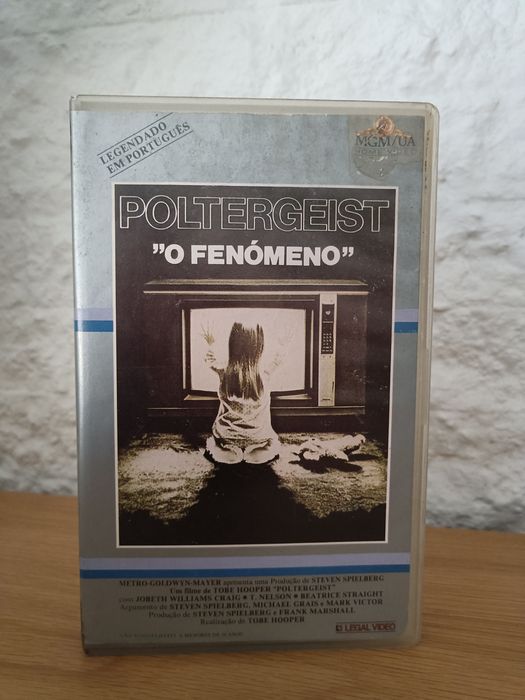 LEGENDADO
EM PORTUGUÊS
MGM/UA
POLTERGEIST
"O FENÓMENO"
METRO-GOLDWYN-MAYER apresenta uma Produção de STEVEN SPIELBERG
Um filme de TOBE HOOPER "POLTERGEIST"
com JOBETH WILLIAMS CRAIG * T. NELSON * BEATRICE STRAIGHT
Argumento de STEVEN SPIELBERG, MICHAEL GRAIS e MARK VICTOR
Produção de STEVEN SPIELBERG e FRANK MARSHALL
Realização de TOBE HOOPER
A MENORES DE
LEGAL VIDEO